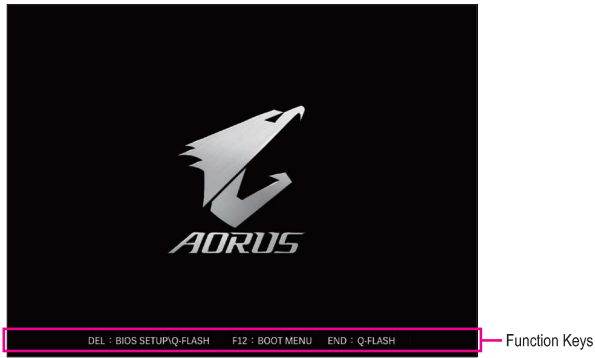 AORUS
DEL : BIOS SETUP\Q-FLASH F12 : BOOT MENU END : Q-FLASH
Function Keys